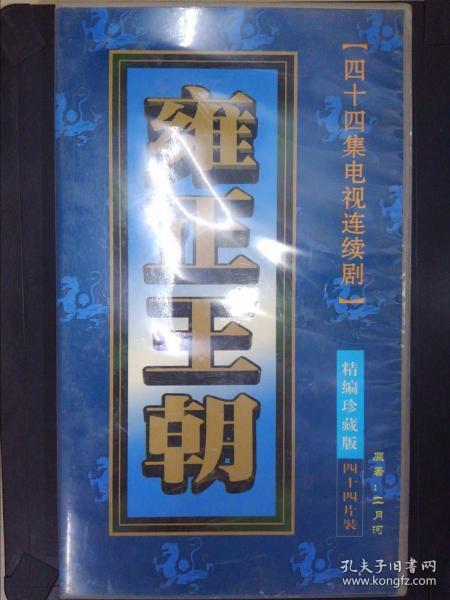 【四十四集电视连续剧】
雍正王朝
精编珍藏版
四十四片装
原著：二月河
孔夫子旧书网
www.kongfz.com